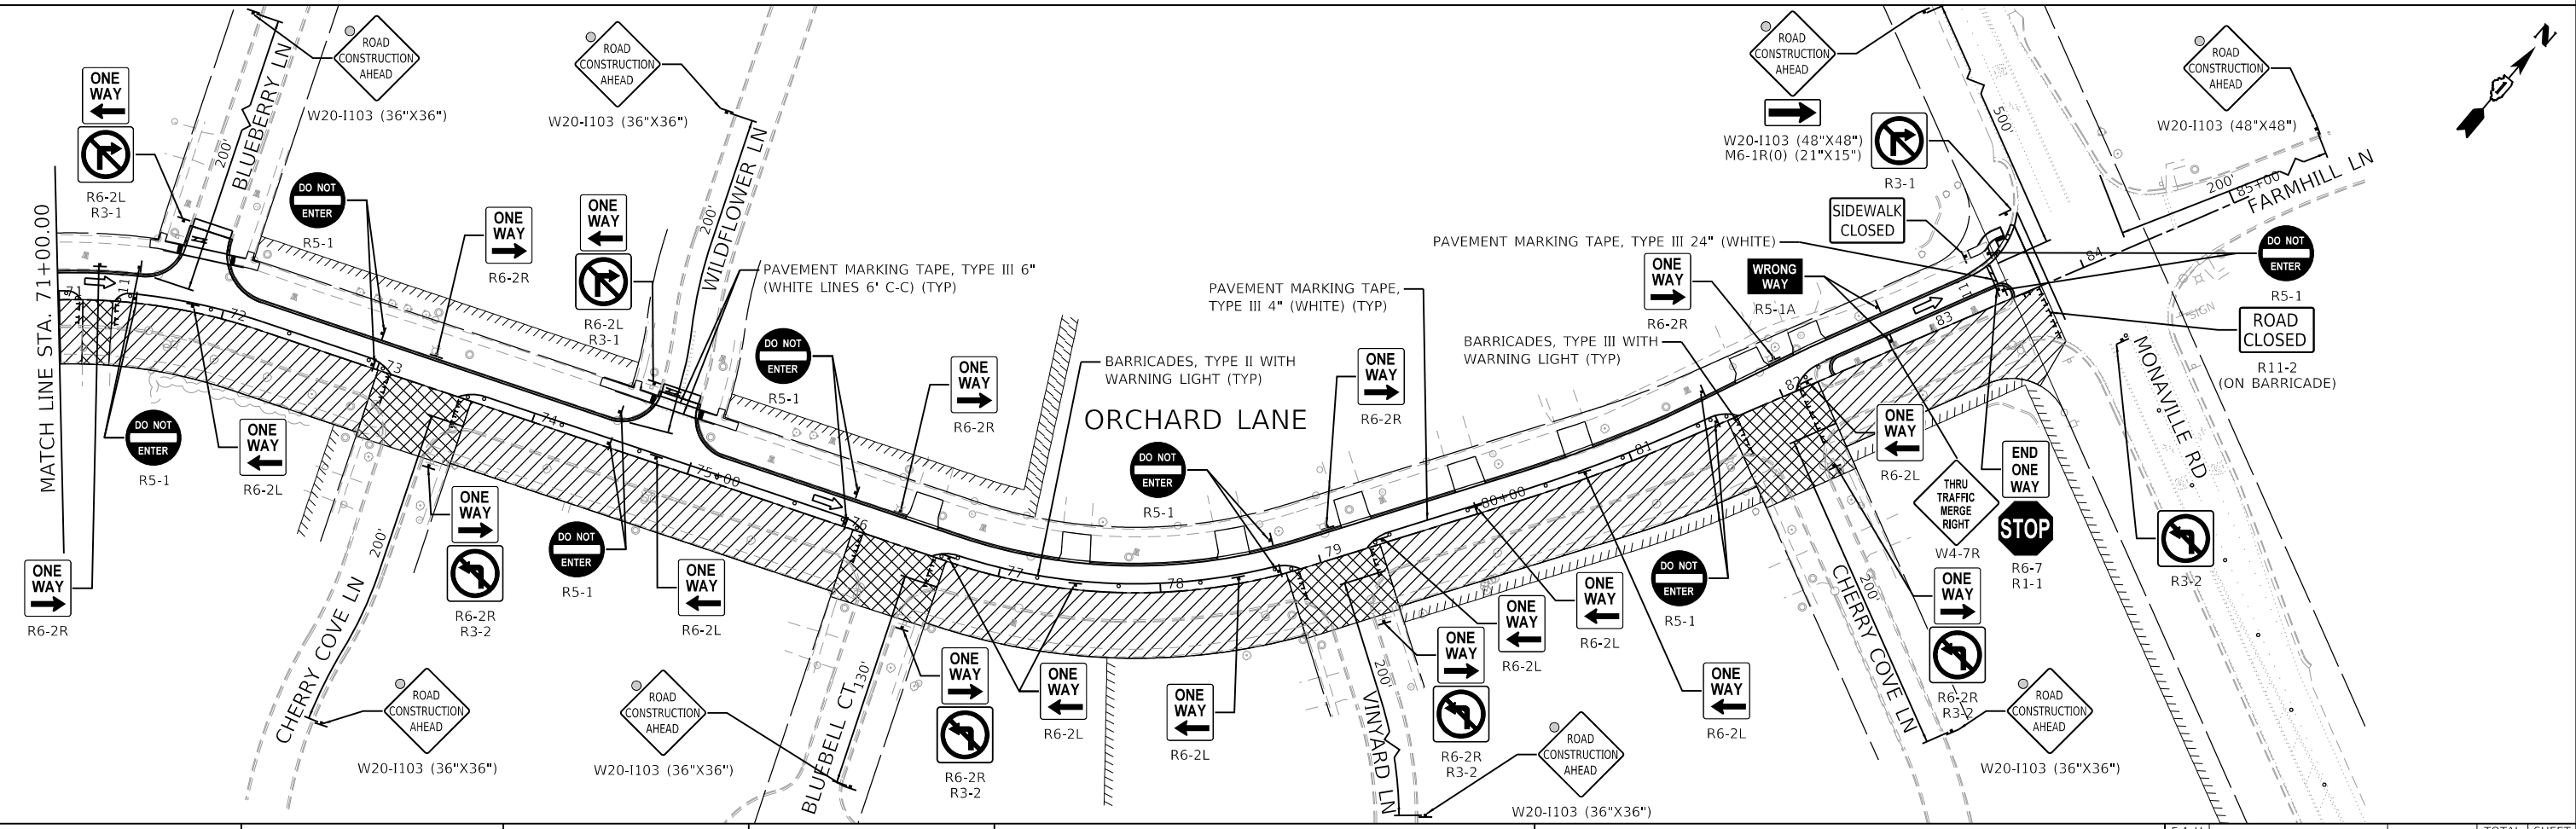 ROAD
CONSTRUCTION
AHEAD
W20-I103 (36"X36")
BLUEBERRY LN
200'
ONE
WAY
R6-2L
R3-1
MATCH LINE STA. 71+00.00
DO NOT
ENTER
R5-1
ONE
WAY
R6-2R
ROAD
CONSTRUCTION
AHEAD
W20-I103 (36"X36")
WILDFLOWER LN
200'
ONE
WAY
R6-2L
R3-1
PAVEMENT MARKING TAPE, TYPE III 6"
(WHITE LINES 6' C-C) (TYP)
DO NOT
ENTER
R5-1
ONE
WAY
R6-2R
BARRICADES, TYPE II WITH
WARNING LIGHT (TYP)
ORCHARD LANE
PAVEMENT MARKING TAPE,
TYPE III 4" (WHITE) (TYP)
DO NOT
ENTER
R5-1
ONE
WAY
R6-2R
PAVEMENT MARKING TAPE, TYPE III 24" (WHITE)
BARRICADES, TYPE III WITH
WARNING LIGHT (TYP)
ONE
WAY
R6-2R
WRONG
WAY
R5-1A
SIDEWALK
CLOSED
ROAD
CONSTRUCTION
AHEAD
W20-I103 (48"X48")
M6-1R(0) (21"X15")
R3-1
500'
ROAD
CONSTRUCTION
AHEAD
W20-I103 (48"X48")
N
200'
85+00
FARMHILL LN
84
DO NOT
ENTER
R5-1
SIGN
ROAD
CLOSED
R11-2
(ON BARRICADE)
MONAVILLE RD
R3-2
71
11
72
73
74
75+00
76
77
78
79
80+00
81
82
83
11
ONE
WAY
R6-2R
DO NOT
ENTER
R5-1
ONE
WAY
R6-2L
CHERRY COVE LN
200'
ONE
WAY
R6-2R
R3-2
ROAD
CONSTRUCTION
AHEAD
W20-I103 (36"X36")
DO NOT
ENTER
R5-1
ONE
WAY
R6-2L
ROAD
CONSTRUCTION
AHEAD
W20-I103 (36"X36")
BLUEBELL CT
130'
ONE
WAY
R6-2R
R3-2
ONE
WAY
R6-2L
ONE
WAY
R6-2L
VINYARD LN
200'
ONE
WAY
R6-2R
R3-2
ONE
WAY
R6-2L
ONE
WAY
R6-2L
ROAD
CONSTRUCTION
AHEAD
W20-I103 (36"X36")
DO NOT
ENTER
R5-1
ONE
WAY
R6-2L
CHERRY COVE LN
200'
ONE
WAY
R6-2L
THRU
TRAFFIC
MERGE
RIGHT
W4-7R
END
ONE
WAY
STOP
R6-7
R1-1
ONE
WAY
R6-2R
R3-2
ROAD
CONSTRUCTION
AHEAD
W20-I103 (36"X36")
TOTAL
SHEET